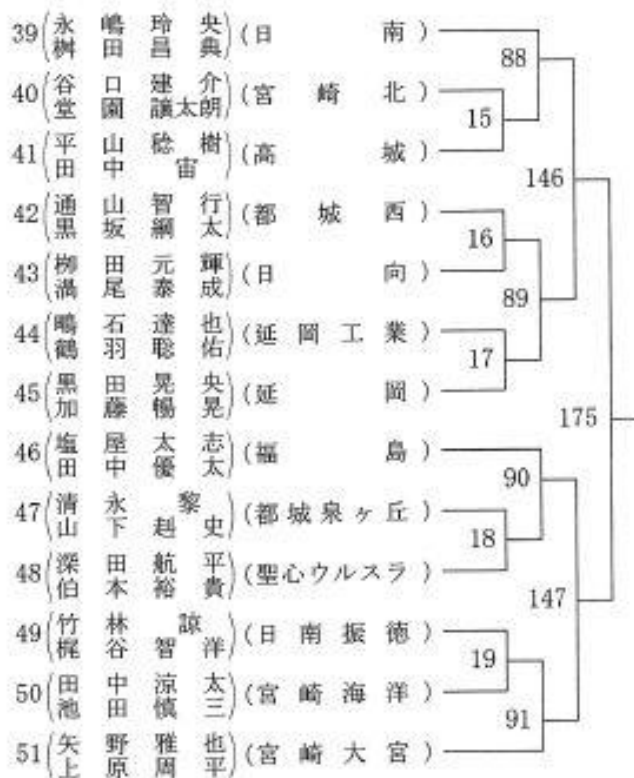 39 永嶋玲央 (日南)
桝田昌典
88
40 谷口建介 (宮崎北)
堂園譲太朗
15
41 平山稔樹 (高城)
田中宙
146
42 通山智行 (都城西)
黒坂綱太
16
43 栁田元輝 (日向)
渦尾泰成
89
44 鴫石達也 (延岡工業)
鶴羽聡佑
17
45 黒田晃央 (延岡)
加藤暢晃
175
46 塩屋太志 (福島)
田中優太
90
47 清永黎 (都城泉ヶ丘)
山下赳史
18
48 深田航平 (聖心ウルスラ)
伯本裕貴
147
49 竹林諒 (日南振徳)
梶谷智洋
19
50 田中涼太 (宮崎海洋)
池田慎三
91
51 矢野雅也 (宮崎大宮)
上原周平